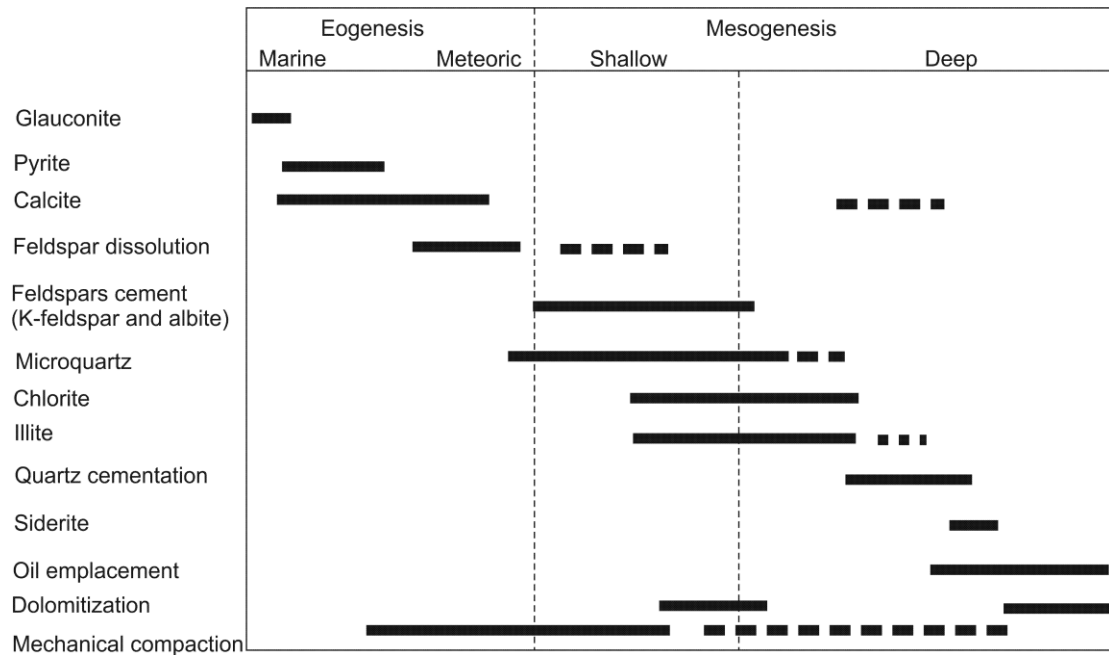 Eogenesis Mesogenesis
Marine Meteoric Shallow Deep
Glauconite
Pyrite
Calcite
Feldspar dissolution
Feldspars cement
(K-feldspar and albite)
Microquartz
Chlorite
Illite
Quartz cementation
Siderite
Oil emplacement
Dolomitization
Mechanical compaction